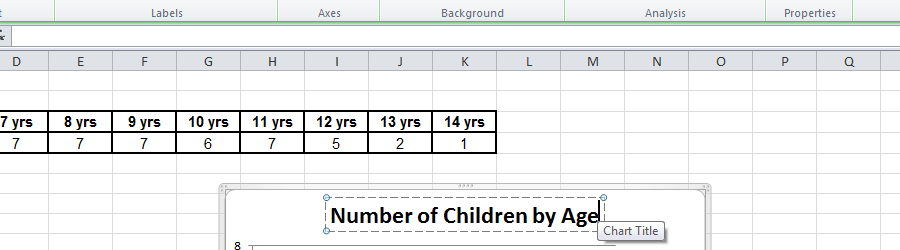 Labels Axes Background Analysis Properties
D E F G H I J K L M N O P Q
7 yrs 8 yrs 9 yrs 10 yrs 11 yrs 12 yrs 13 yrs 14 yrs
7 7 7 6 7 5 2 1
Number of Children by Age
Chart Title
8